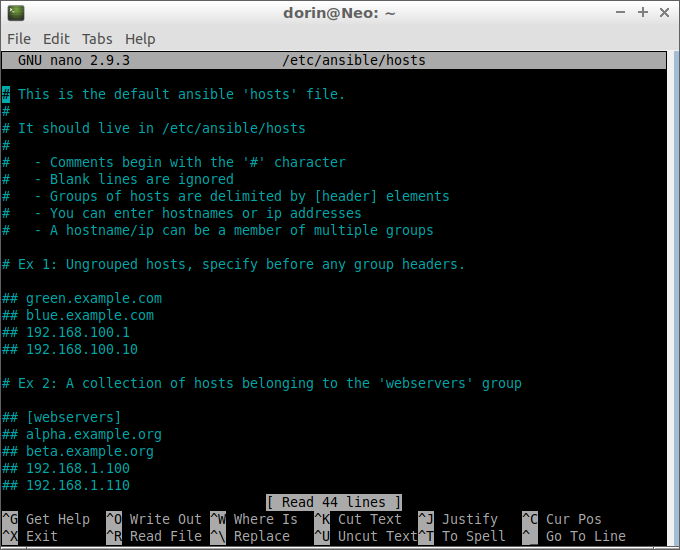 dorin@Neo: ~
File Edit Tabs Help
GNU nano 2.9.3 /etc/ansible/hosts
# This is the default ansible 'hosts' file.
#
# It should live in /etc/ansible/hosts
#
#   - Comments begin with the '#' character
#   - Blank lines are ignored
#   - Groups of hosts are delimited by [header] elements
#   - You can enter hostnames or ip addresses
#   - A hostname/ip can be a member of multiple groups
# Ex 1: Ungrouped hosts, specify before any group headers.
## green.example.com
## blue.example.com
## 192.168.100.1
## 192.168.100.10
# Ex 2: A collection of hosts belonging to the 'webservers' group
## [webservers]
## alpha.example.org
## beta.example.org
## 192.168.1.100
## 192.168.1.110
[ Read 44 lines ]
^G Get Help ^O Write Out ^W Where Is ^K Cut Text ^J Justify ^C Cur Pos
^X Exit ^R Read File ^\ Replace ^U Uncut Text ^T To Spell ^_ Go To Line